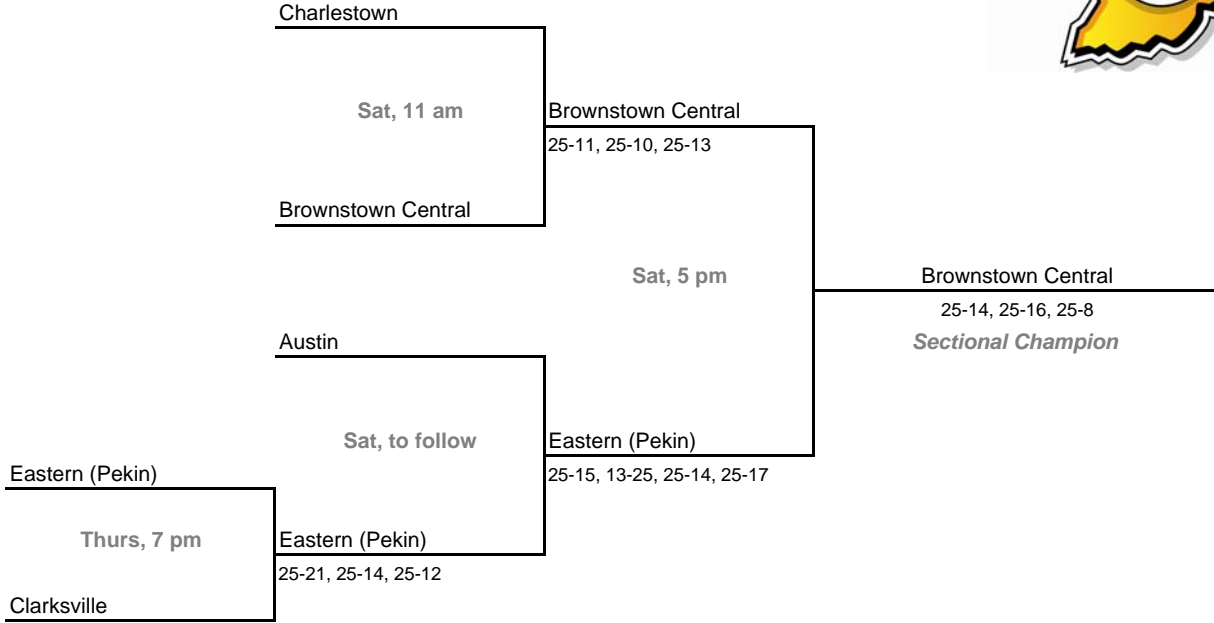 Charlestown
Sat, 11 am
Brownstown Central
25-11, 25-10, 25-13
Brownstown Central
Sat, 5 pm
Brownstown Central
25-14, 25-16, 25-8
Sectional Champion
Austin
Sat, to follow
Eastern (Pekin)
25-15, 13-25, 25-14, 25-17
Eastern (Pekin)
Thurs, 7 pm
Eastern (Pekin)
25-21, 25-14, 25-12
Clarksville